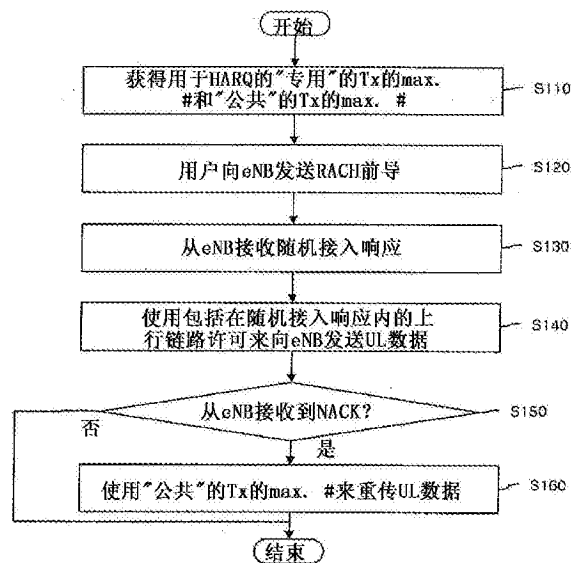 开始
获得用于HARQ的"专用"的Tx的max.
#和"公共"的Tx的max. #
S110
用户向eNB发送RACH前导
S120
从eNB接收随机接入响应
S130
使用包括在随机接入响应内的上
行链路许可来向eNB发送UL数据
S140
从eNB接收到NACK?
S150
否
是
使用"公共"的Tx的max. #来重传UL数据
S160
结束